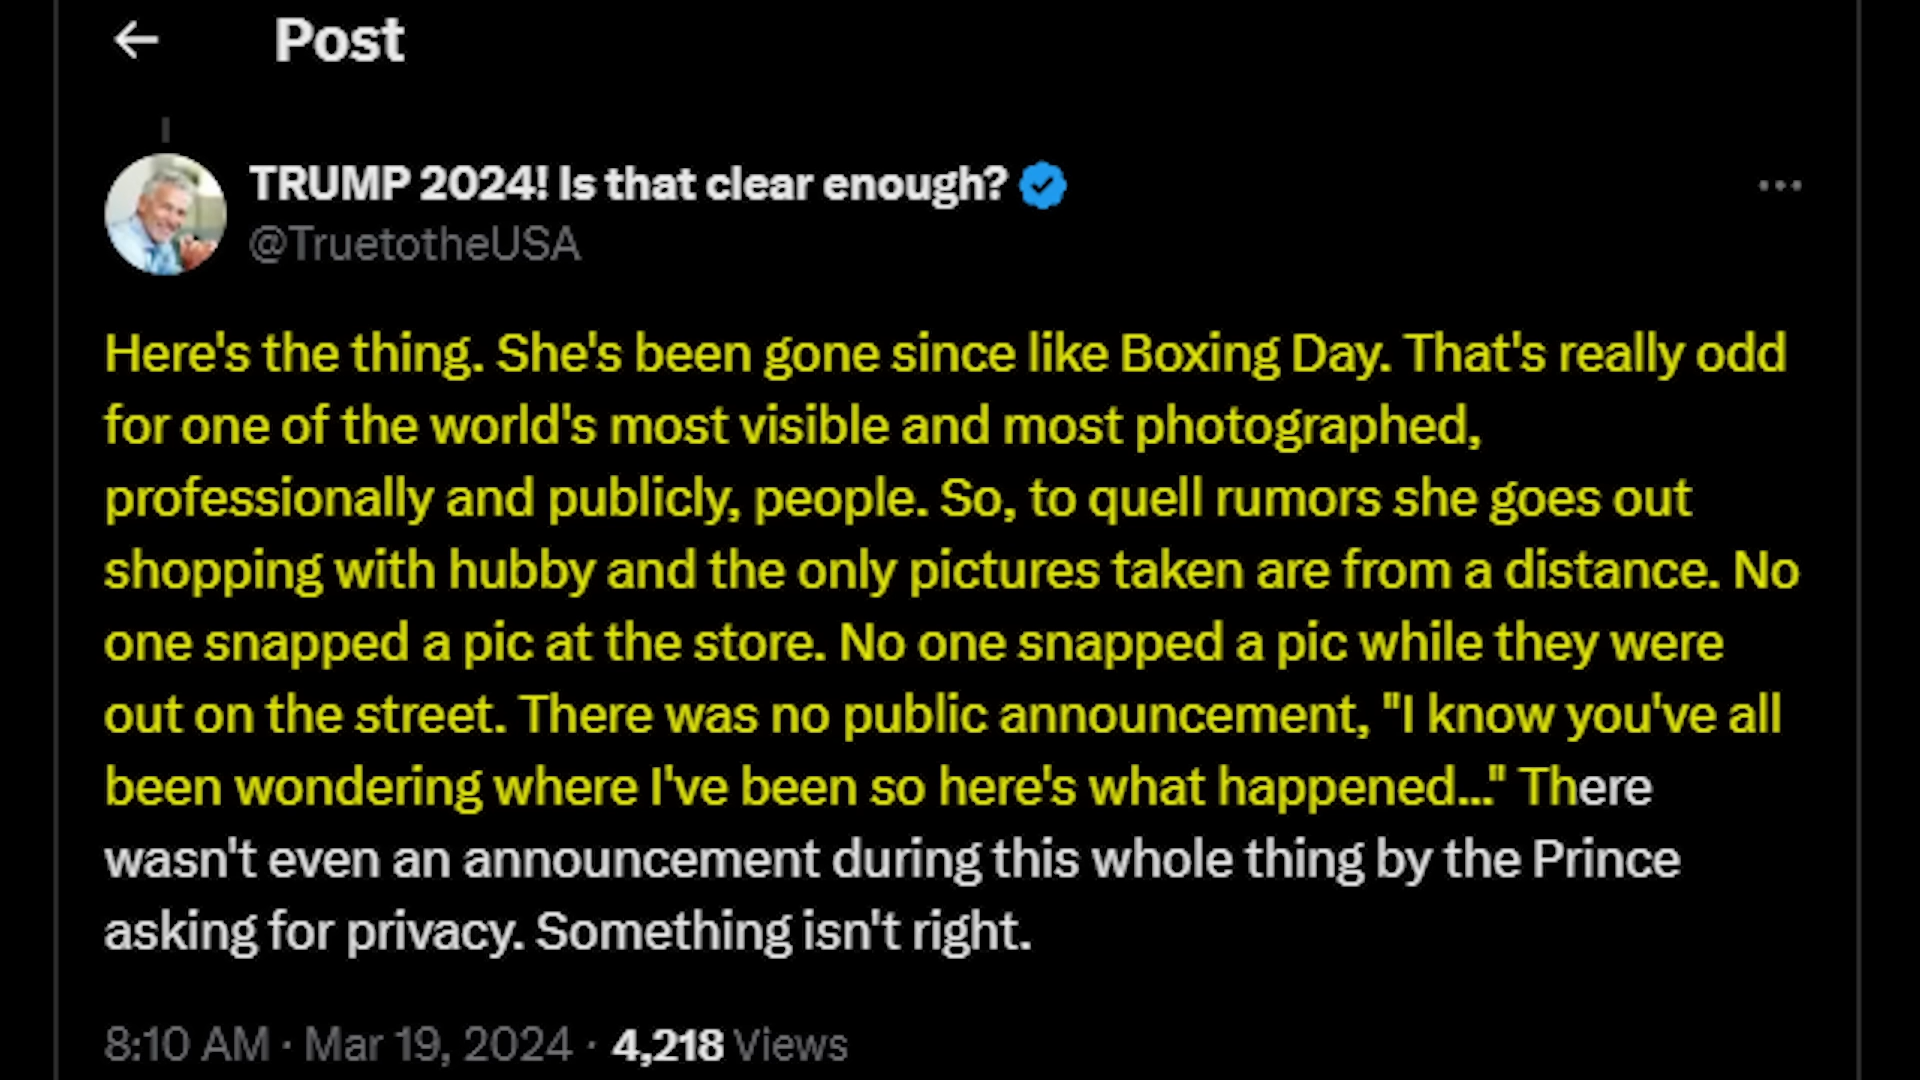 Post
TRUMP 2024! Is that clear enough?
@TruetotheUSA
Here's the thing. She's been gone since like Boxing Day. That's really odd
for one of the world's most visible and most photographed,
professionally and publicly, people. So, to quell rumors she goes out
shopping with hubby and the only pictures taken are from a distance. No
one snapped a pic at the store. No one snapped a pic while they were
out on the street. There was no public announcement, "I know you've all
been wondering where I've been so here's what happened..." There
wasn't even an announcement during this whole thing by the Prince
asking for privacy. Something isn't right.
8:10 AM · Mar 19, 2024 · 4,218 Views